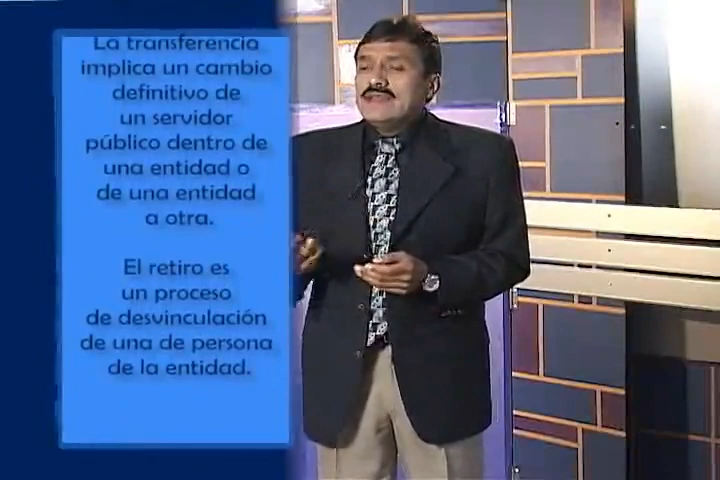 La transferencia
implica un cambio
definitivo de
un servidor
público dentro de
una entidad o
de una entidad
a otra.
El retiro es
un proceso
de desvinculación
de una de persona
de la entidad.